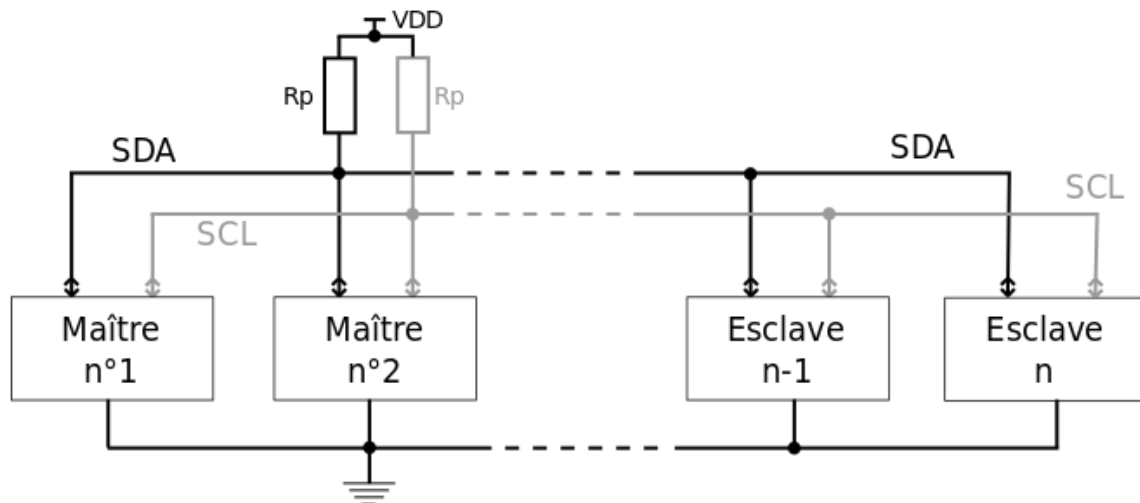 VDD
Rp
Rp
SDA
SDA
SCL
SCL
Maître
n°1
Maître
n°2
Esclave
n-1
Esclave
n